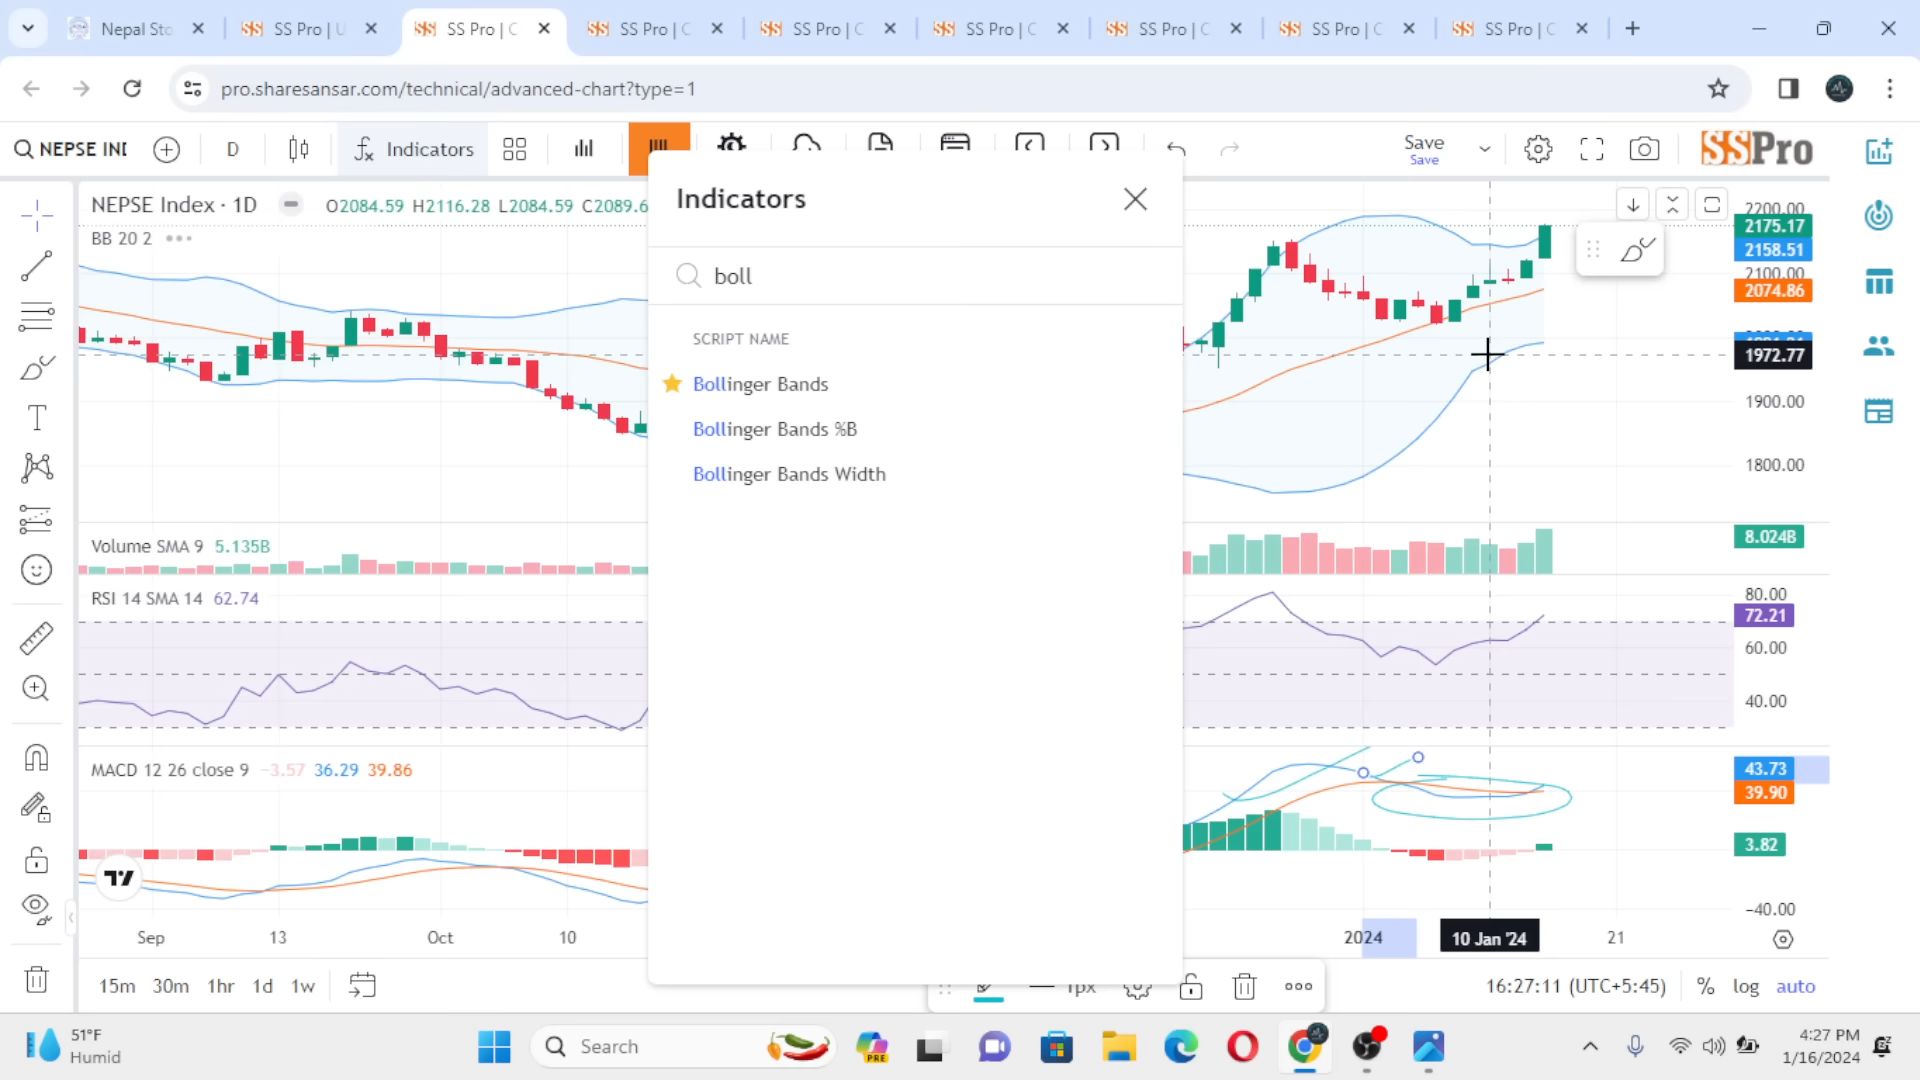 Nepal Sto
SS Pro | U
SS Pro | C
SS Pro | C
SS Pro | C
SS Pro | C
SS Pro | C
SS Pro | C
SS Pro | C
pro.sharesansar.com/technical/advanced-chart?type=1
NEPSE INI
D
Indicators
Save
Save
SSPro
NEPSE Index · 1D
O2084.59 H2116.28 L2084.59 C2089.6
BB 20 2
Indicators
boll
SCRIPT NAME
Bollinger Bands
Bollinger Bands %B
Bollinger Bands Width
2200.00
2175.17
2158.51
2100.00
2074.86
1972.77
1900.00
1800.00
Volume SMA 9 5.135B
8.024B
RSI 14 SMA 14 62.74
80.00
72.21
60.00
40.00
MACD 12 26 close 9 −3.57 36.29 39.86
43.73
39.90
3.82
−40.00
Sep
13
Oct
10
2024
10 Jan '24
21
15m 30m 1hr 1d 1w
1px
16:27:11 (UTC+5:45)
% log auto
51°F
Humid
Search
PRE
4:27 PM
1/16/2024